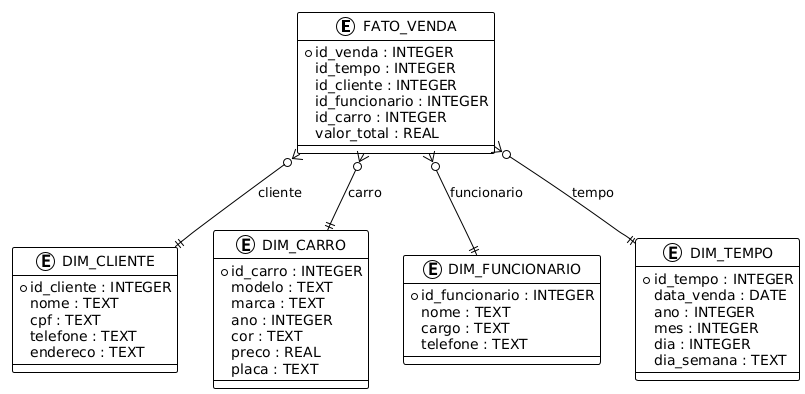 E FATO_VENDA
id_venda : INTEGER
id_tempo : INTEGER
id_cliente : INTEGER
id_funcionario : INTEGER
id_carro : INTEGER
valor_total : REAL
cliente
carro
funcionario
tempo
E DIM_CLIENTE
id_cliente : INTEGER
nome : TEXT
cpf : TEXT
telefone : TEXT
endereco : TEXT
E DIM_CARRO
id_carro : INTEGER
modelo : TEXT
marca : TEXT
ano : INTEGER
cor : TEXT
preco : REAL
placa : TEXT
E DIM_FUNCIONARIO
id_funcionario : INTEGER
nome : TEXT
cargo : TEXT
telefone : TEXT
E DIM_TEMPO
id_tempo : INTEGER
data_venda : DATE
ano : INTEGER
mes : INTEGER
dia : INTEGER
dia_semana : TEXT